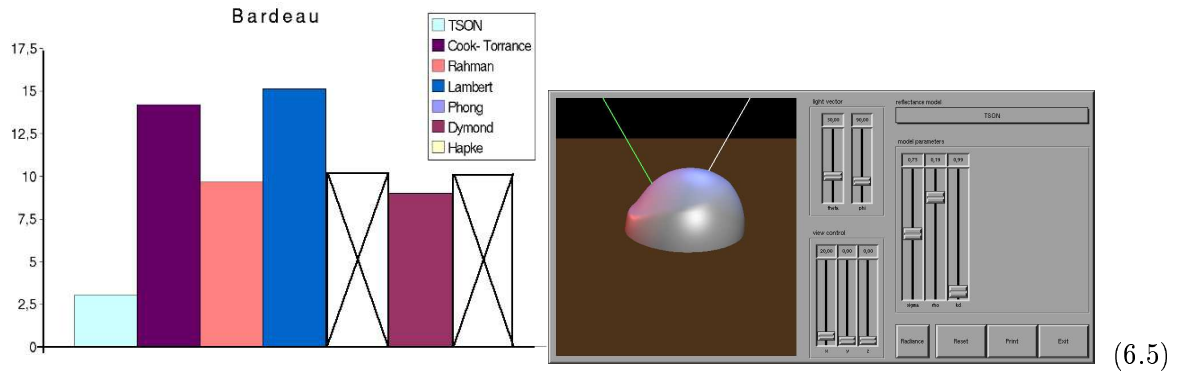 Bardeau
17,5
15
12,5
10
7,5
5
2,5
0
TSON
Cook- Torrance
Rahman
Lambert
Phong
Dymond
Hapke
light vector
30,00 90,00
theta phi
view control
20,00 0,00 0,00
X Y Z
reflectance model
TSON
model parameters
0,75 0,19 0,99
sigma rho kd
Radiance Reset Print Exit
(6.5)